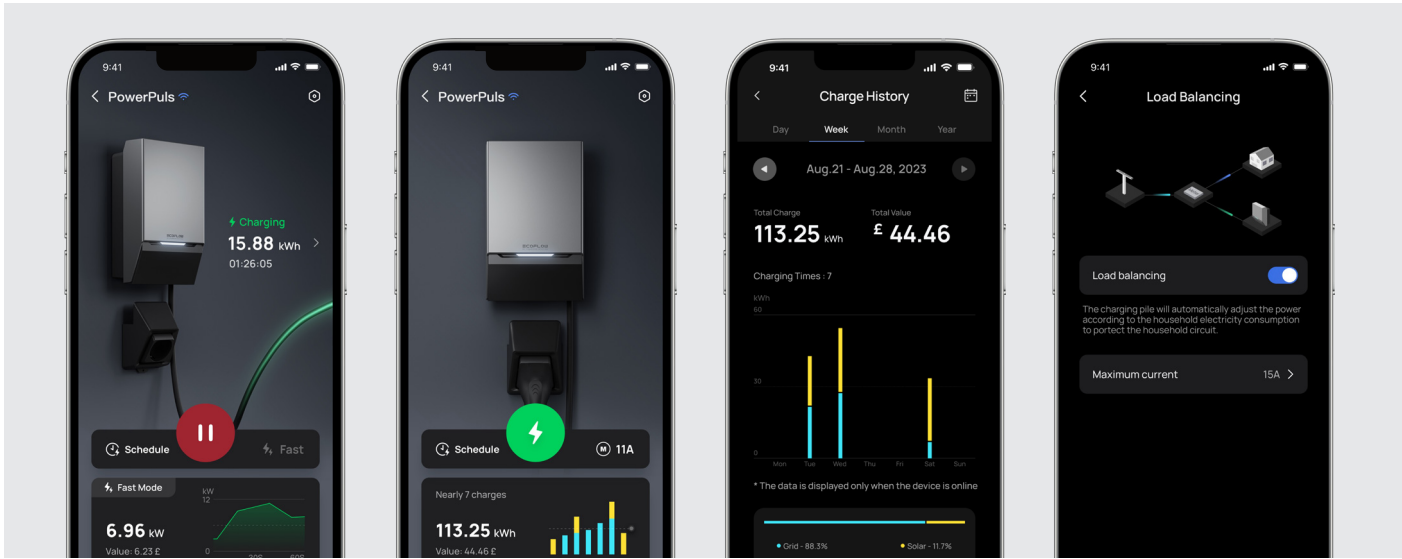 9:41
PowerPuls
ECOFLOW
Charging
15.88 kWh
01:26:05
Schedule
Fast
Fast Mode
6.96 kW
Value: 6.23 £
kW
12
0
30S
60S
9:41
PowerPuls
ECOFLOW
Schedule
M 11A
Nearly 7 charges
113.25 kWh
Value: 44.46 £
9:41
Charge History
Day Week Month Year
Aug.21 - Aug.28, 2023
Total Charge
113.25 kWh
Total Value
£ 44.46
Charging Times : 7
kWh
60
30
0
Mon Tue Wed Thu Fri Sat Sun
* The data is displayed only when the device is online
Grid - 88.3%
Solar - 11.7%
9:41
Load Balancing
Load balancing
The charging pile will automatically adjust the power
according to the household electricity consumption
to portect the household circuit.
Maximum current 15A